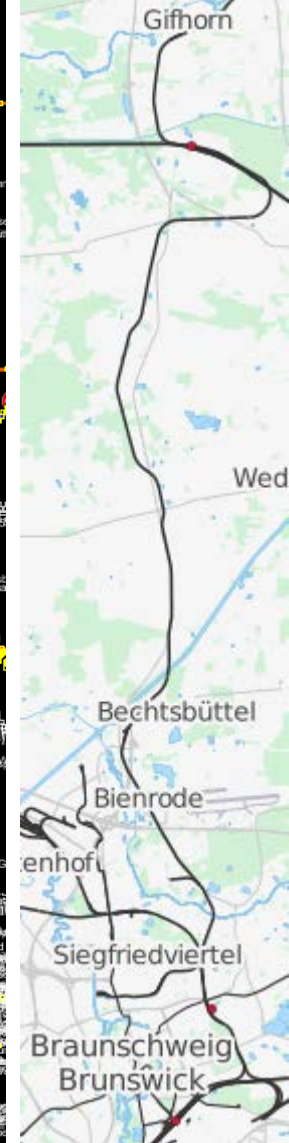 Gifhorn
Wed
Bechtsbüttel
Bienrode
enhof
Siegfriedviertel
Braunschweig
Brunswick